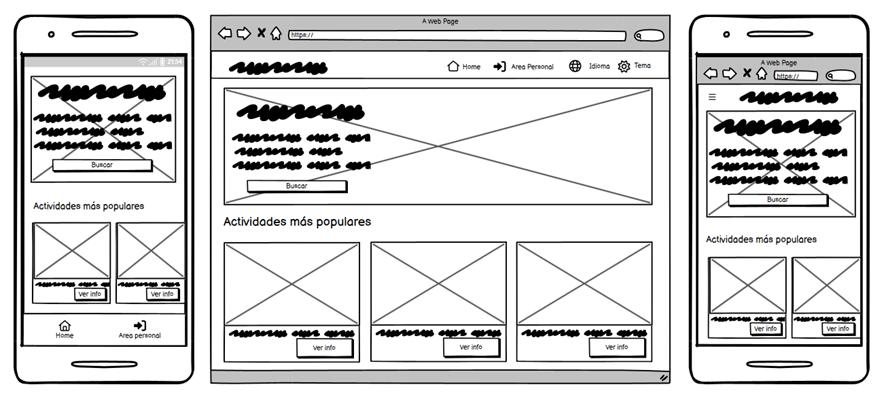 21:54
Buscar
Actividades más populares
Ver info Ver info
Home Area personal
A Web Page
https://
Home Area Personal Idioma Tema
Buscar
Actividades más populares
Ver info Ver info Ver info
A Web Page
https://
Buscar
Actividades más populares
Ver info Ver info